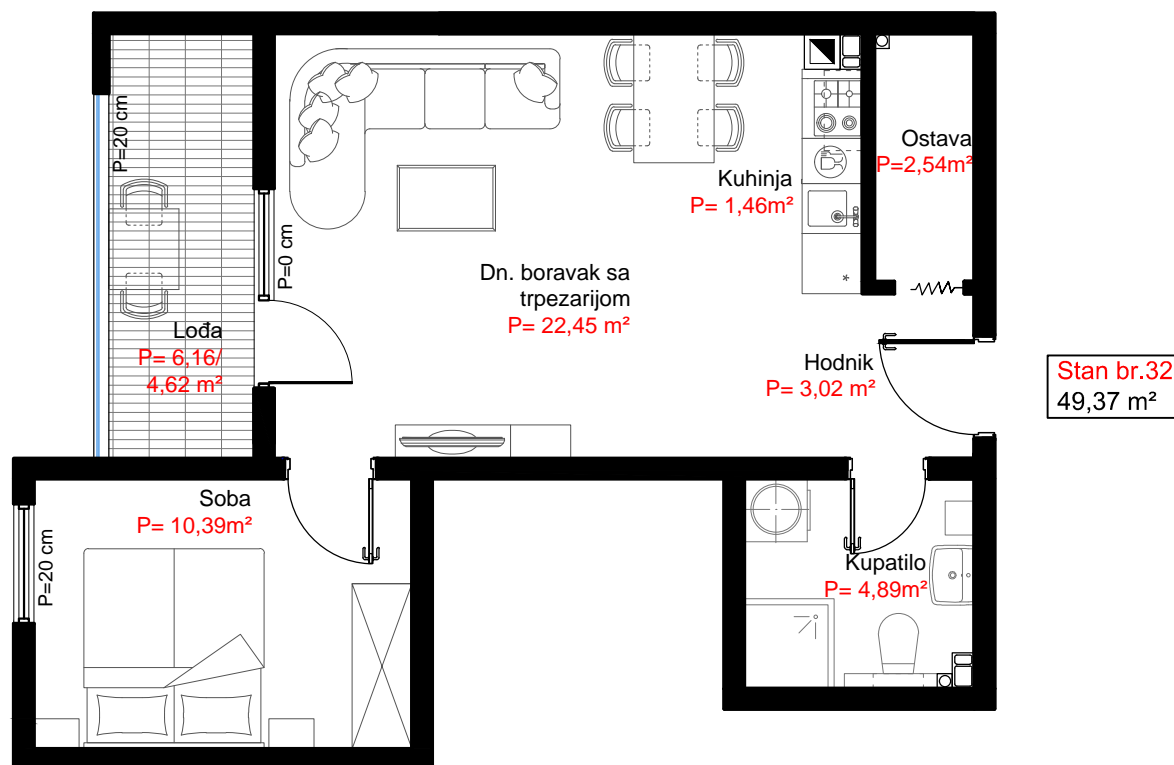 P=20 cm
Ostava
P=2,54m²
Kuhinja
P= 1,46m²
P=0 cm
Dn. boravak sa
trpezarijom
P= 22,45 m²
Lođa
P= 6,16/
4,62 m²
Hodnik
P= 3,02 m²
Stan br.32
49,37 m²
Soba
P= 10,39m²
P=20 cm
Kupatilo
P= 4,89m²